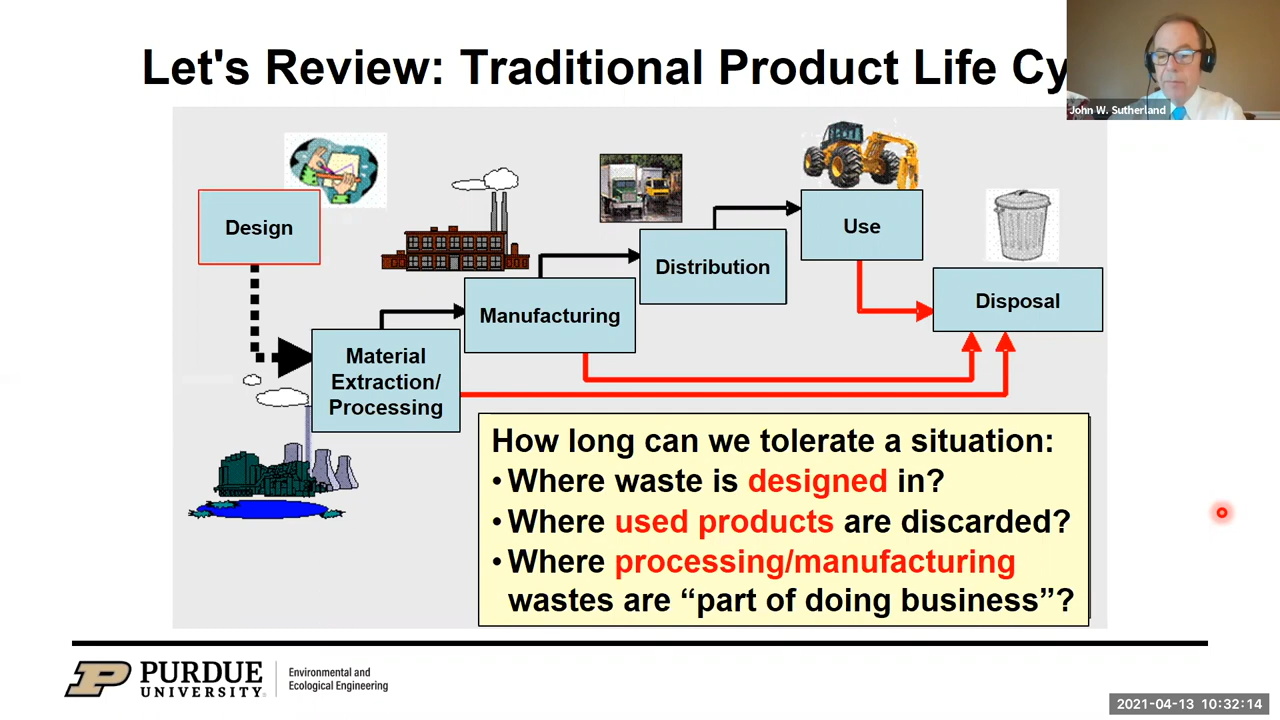 Let's Review: Traditional Product Life Cy
John W. Sutherland
Design
Use
Distribution
Disposal
Manufacturing
Material
Extraction/
Processing
How long can we tolerate a situation:
• Where waste is designed in?
• Where used products are discarded?
• Where processing/manufacturing
wastes are “part of doing business”?
PURDUE
UNIVERSITY®
Environmental and
Ecological Engineering
2021-04-13 10:32:14